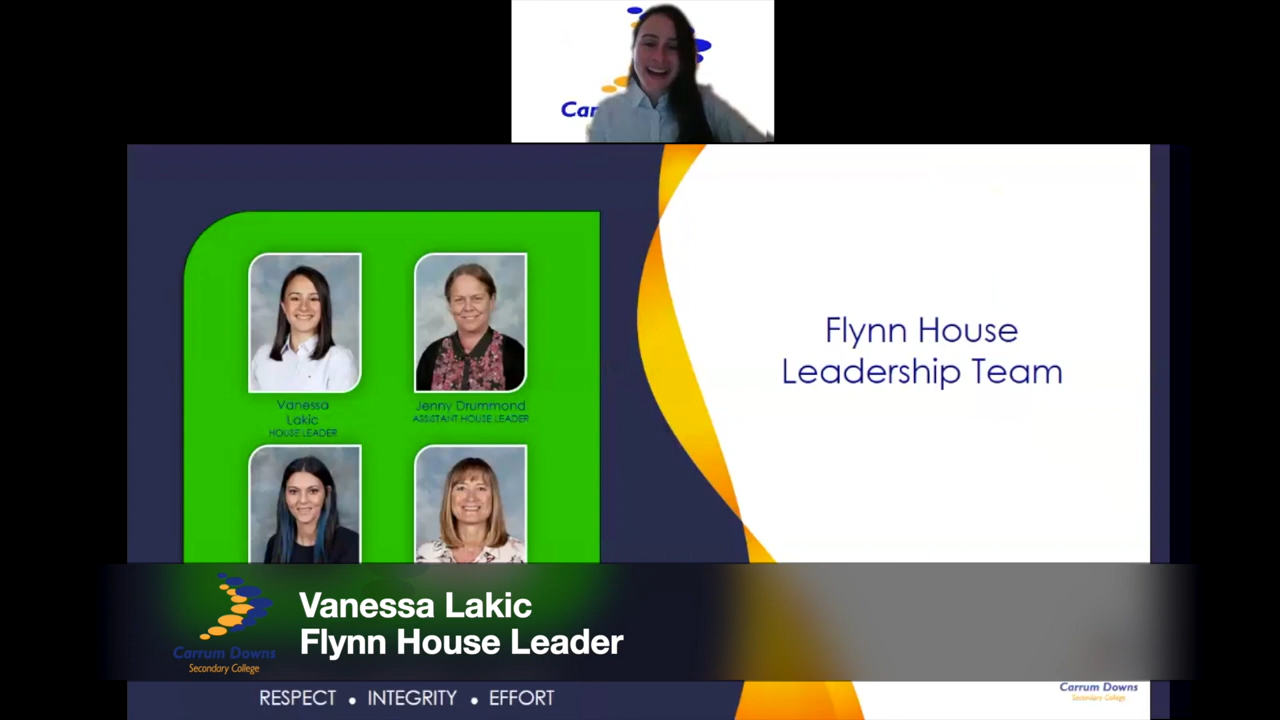 Car
Flynn House
Leadership Team
Vanessa
Lakic
HOUSE LEADER
Jenny Drummond
ASSISTANT HOUSE LEADER
Vanessa Lakic
Flynn House Leader
Carrum Downs
Secondary College
RESPECT • INTEGRITY • EFFORT
Carrum Downs
Secondary College